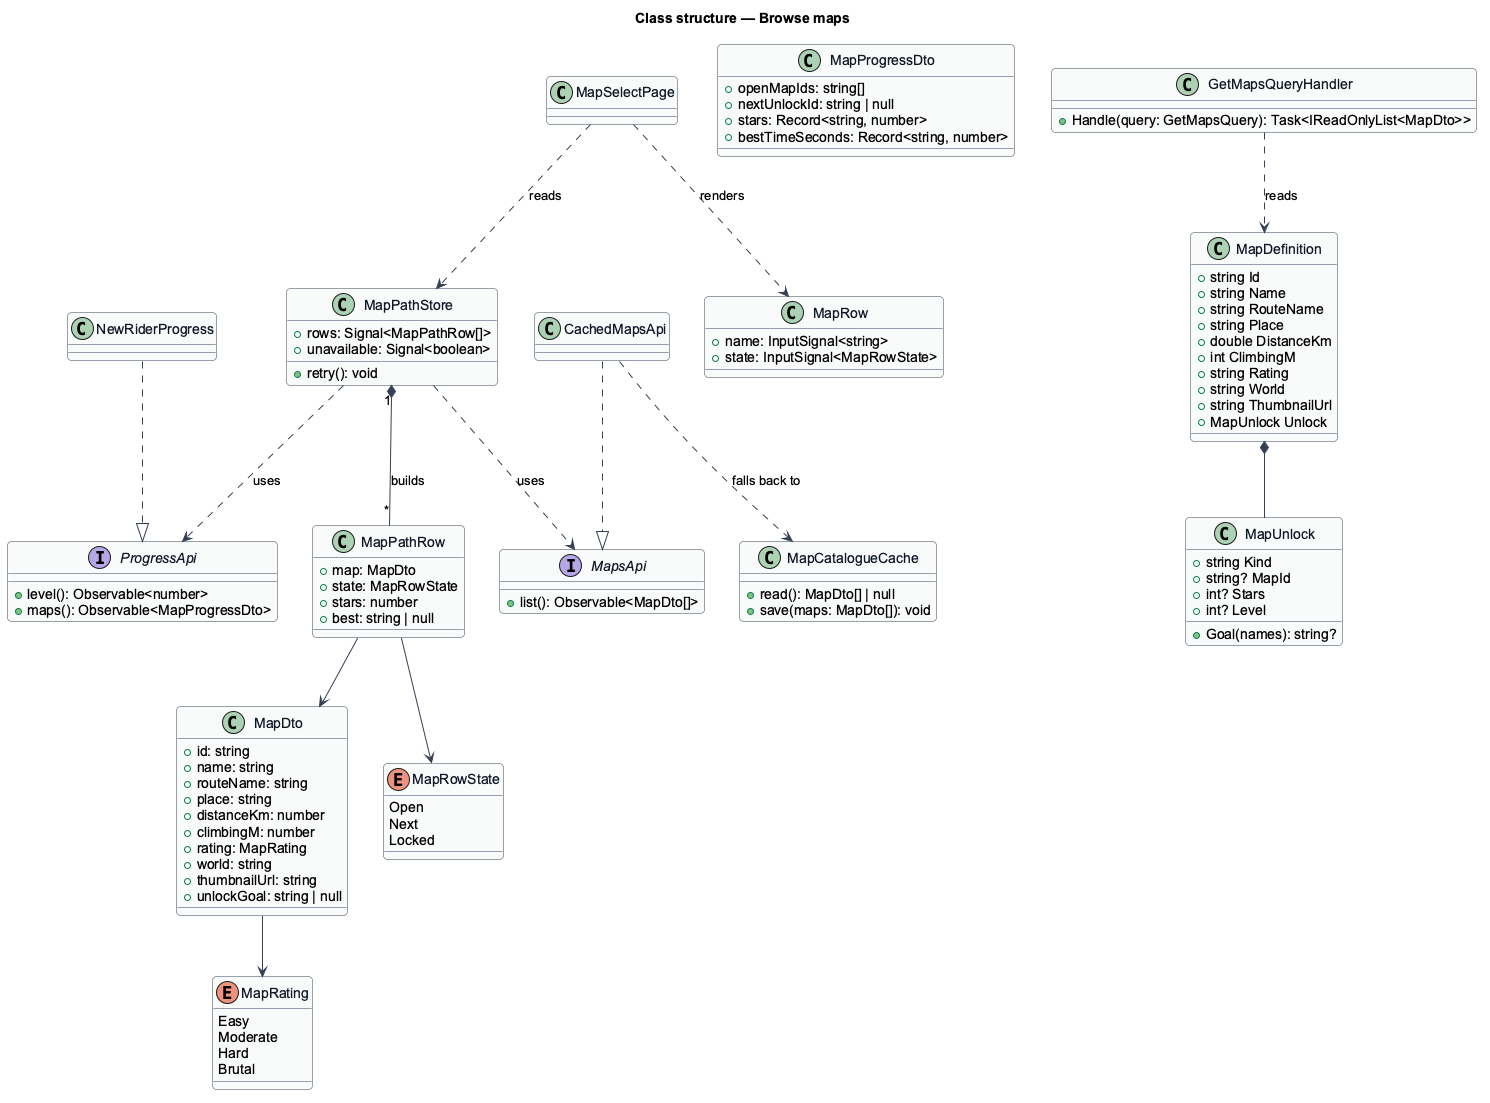 Class structure — Browse maps
C MapSelectPage
C MapProgressDto
openMapIds: string[]
nextUnlockId: string | null
stars: Record<string, number>
bestTimeSeconds: Record<string, number>
C GetMapsQueryHandler
Handle(query: GetMapsQuery): Task<IReadOnlyList<MapDto>>
reads
renders
reads
C NewRiderProgress
C MapPathStore
rows: Signal<MapPathRow[]>
unavailable: Signal<boolean>
retry(): void
C CachedMapsApi
C MapRow
name: InputSignal<string>
state: InputSignal<MapRowState>
C MapDefinition
string Id
string Name
string RouteName
string Place
double DistanceKm
int ClimbingM
string Rating
string World
string ThumbnailUrl
MapUnlock Unlock
1
uses
builds
uses
falls back to
*
I ProgressApi
level(): Observable<number>
maps(): Observable<MapProgressDto>
C MapPathRow
map: MapDto
state: MapRowState
stars: number
best: string | null
I MapsApi
list(): Observable<MapDto[]>
C MapCatalogueCache
read(): MapDto[] | null
save(maps: MapDto[]): void
C MapUnlock
string Kind
string? MapId
int? Stars
int? Level
Goal(names): string?
C MapDto
id: string
name: string
routeName: string
place: string
distanceKm: number
climbingM: number
rating: MapRating
world: string
thumbnailUrl: string
unlockGoal: string | null
E MapRowState
Open
Next
Locked
E MapRating
Easy
Moderate
Hard
Brutal